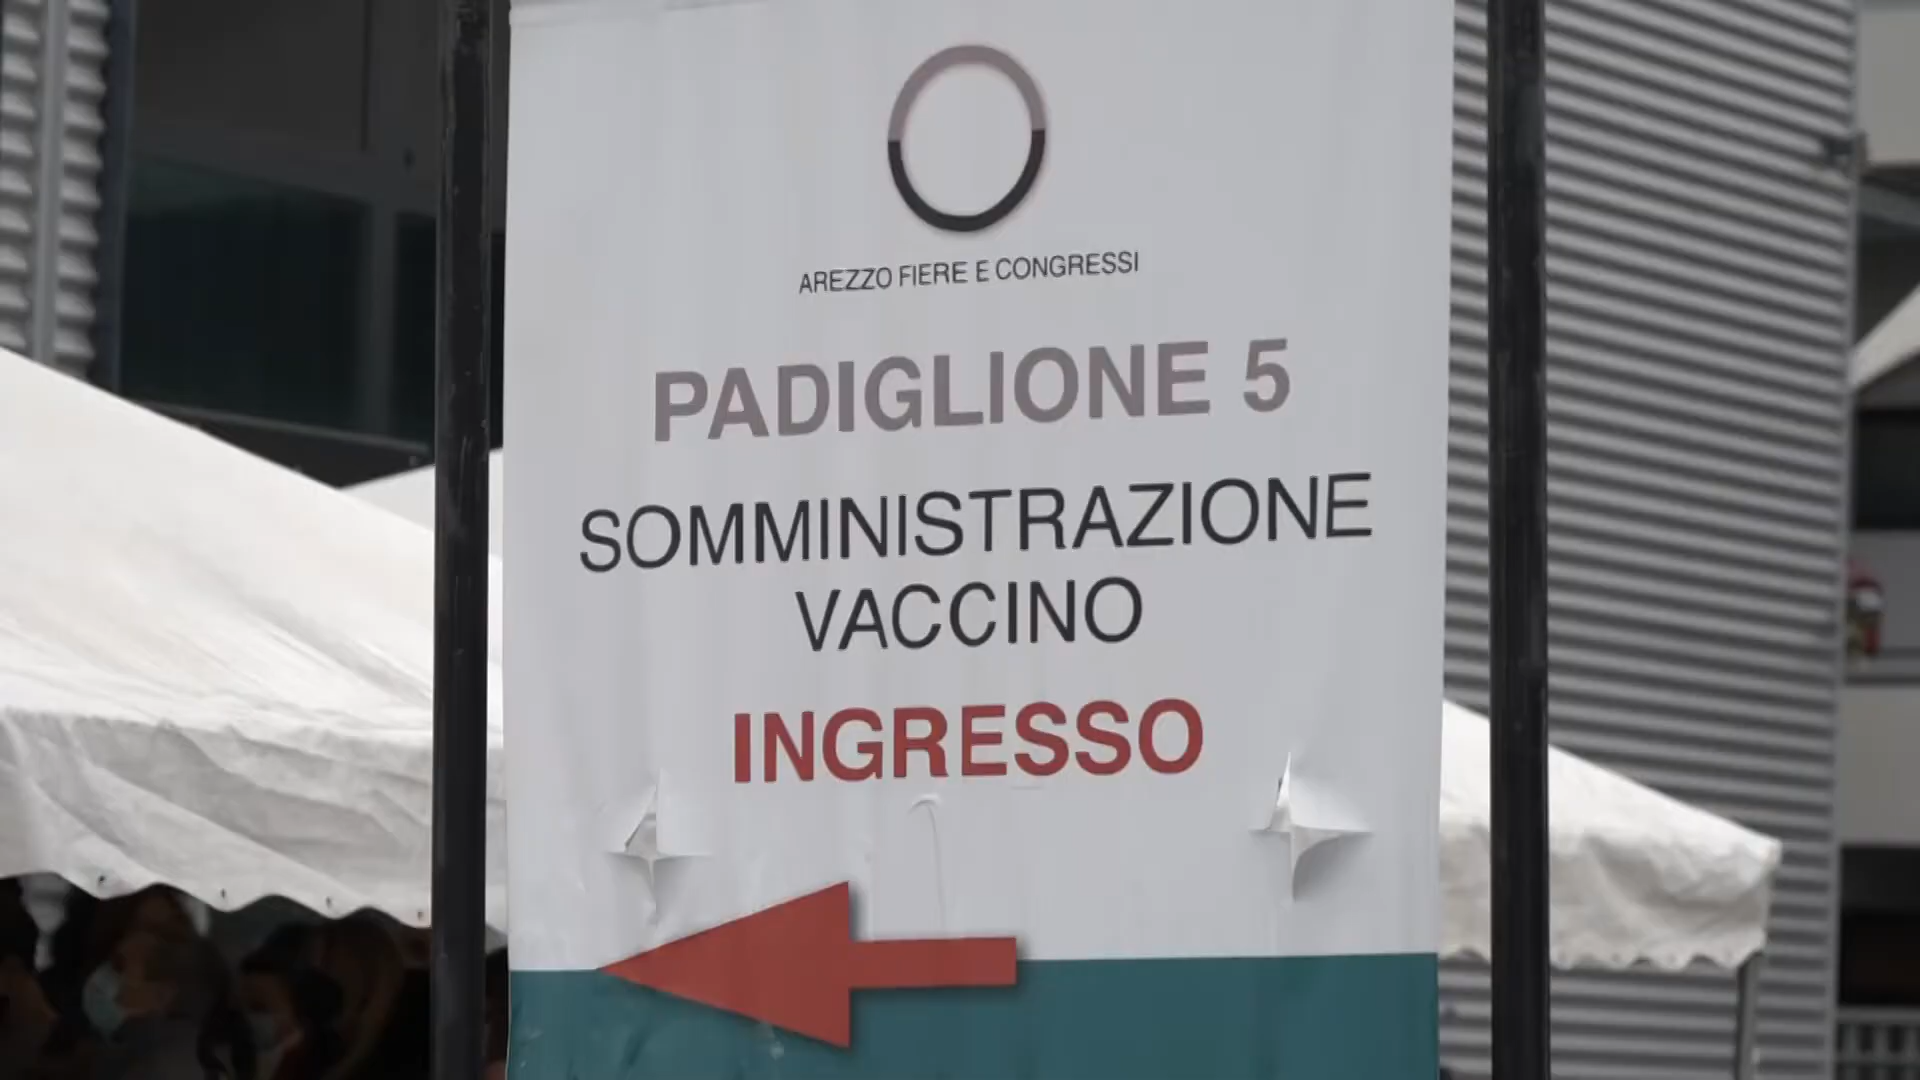 AREZZO FIERE E CONGRESSI
PADIGLIONE 5
SOMMINISTRAZIONE
VACCINO
INGRESSO